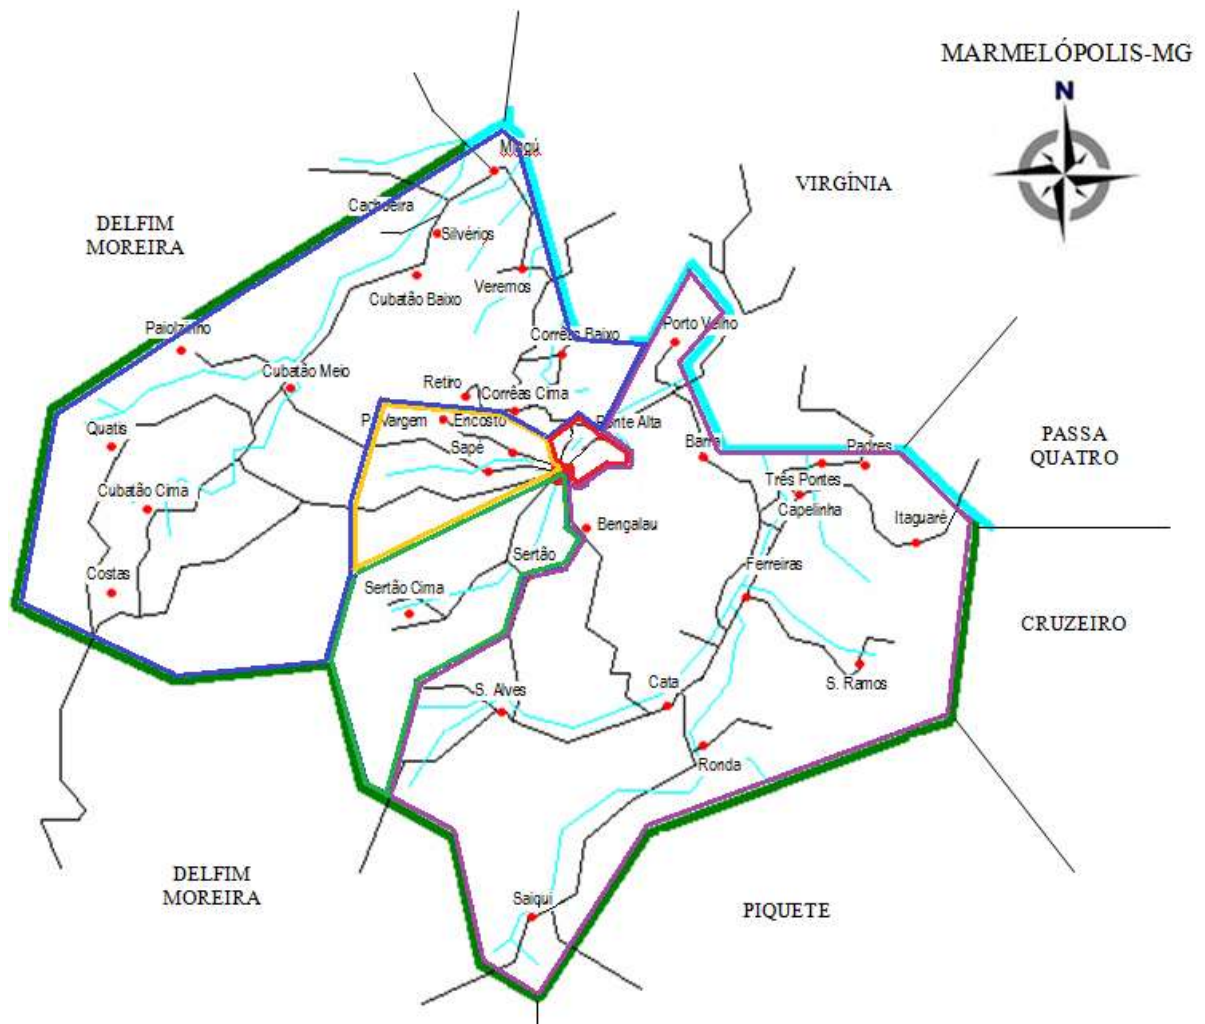 MARMELÓPOLIS-MG
N
Mogú
VIRGÍNIA
Cachoeira
DELFIM
MOREIRA
Silvérios
Veremos
Cubatão Baixo
Porto Velho
Paiolzinho
Corrêas Baixo
Cubatão Meio
Retiro
Corrêas Cima
P. Vargem
Encosto
Ponte Alta
Quatis
Sapé
Barra
Padres
PASSA
QUATRO
Três Pontes
Cubatão Cima
Capelinha
Itaguaré
Bengalau
Sertão
Ferreiras
Costas
Sertão Cima
CRUZEIRO
Cata
S. Ramos
S. Alves
Ronda
DELFIM
MOREIRA
Saiqui
PIQUETE